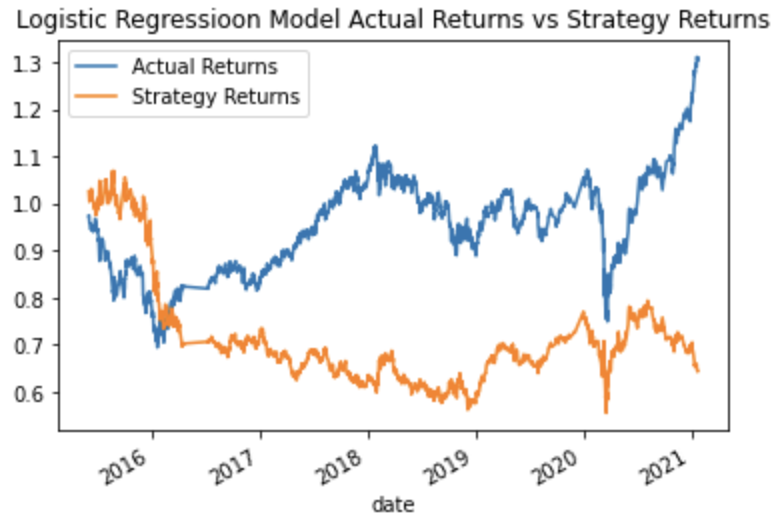 Logistic Regressioon Model Actual Returns vs Strategy Returns
Actual Returns
Strategy Returns
1.3
1.2
1.1
1.0
0.9
0.8
0.7
0.6
2016 2017 2018 2019 2020 2021
date